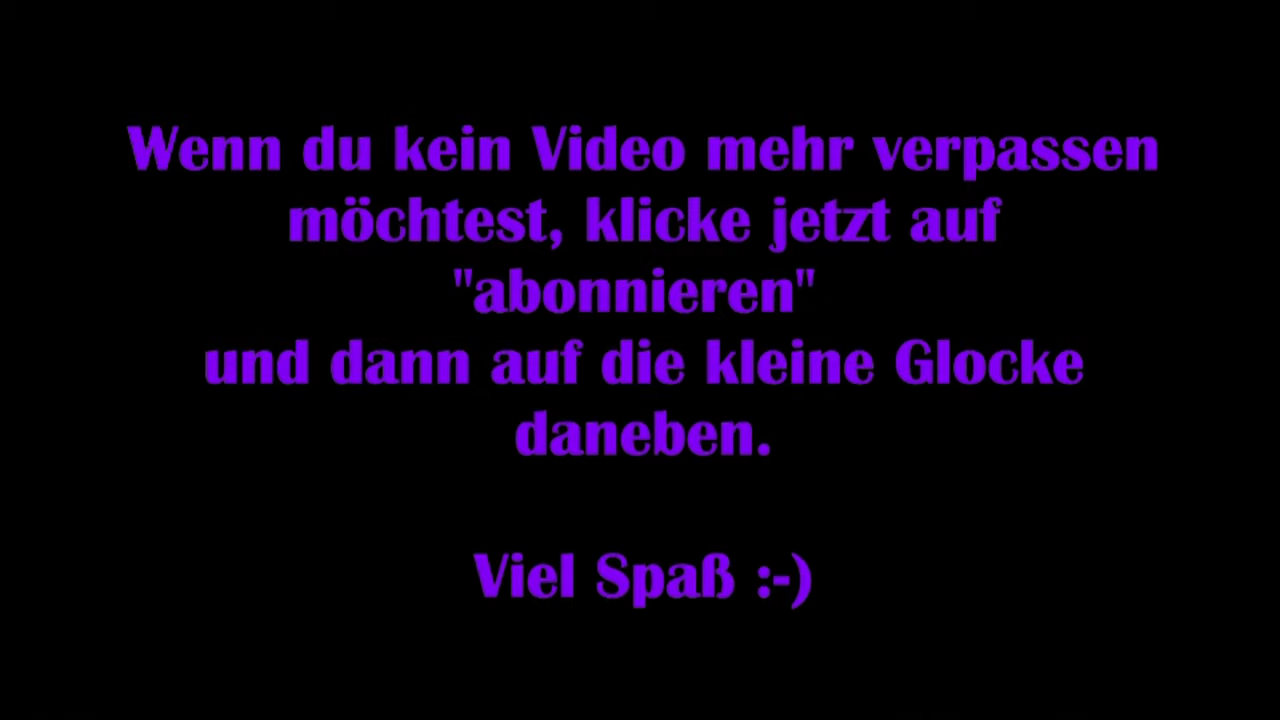 Wenn du kein Video mehr verpassen
möchtest, klicke jetzt auf
"abonnieren"
und dann auf die kleine Glocke
daneben.
Viel Spaß :-)